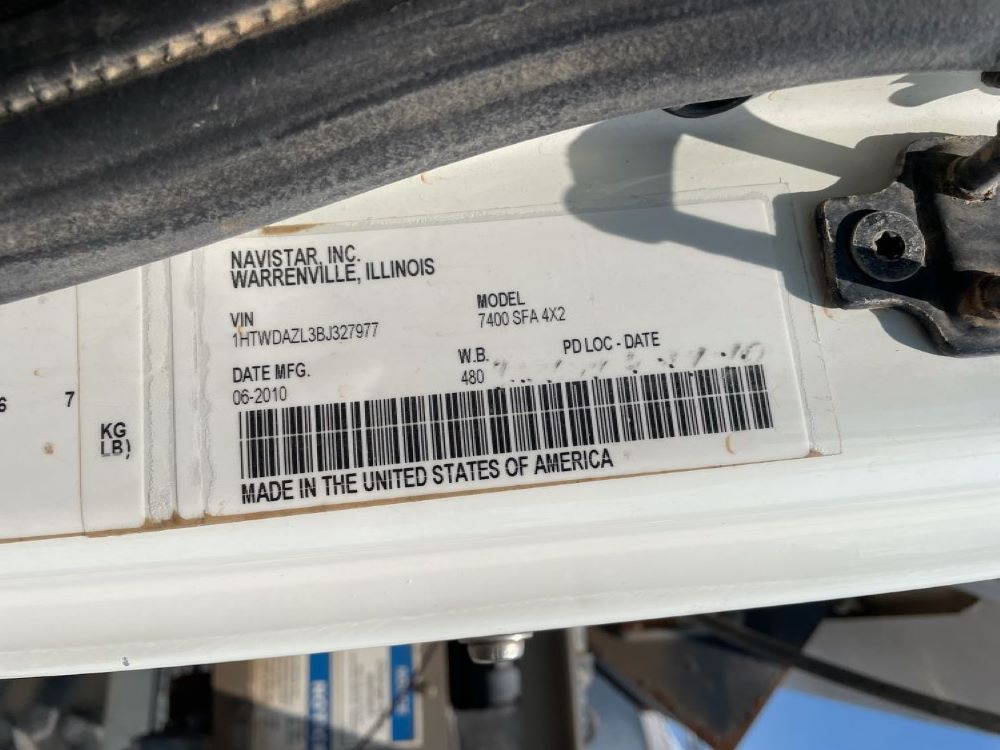 NAVISTAR, INC.
WARRENVILLE, ILLINOIS
VIN
1HTWDAZL3BJ327977
MODEL
7400 SFA 4X2
DATE MFG.
06-2010
W.B.
480
PD LOC - DATE
MADE IN THE UNITED STATES OF AMERICA
6 7
KG
LB)